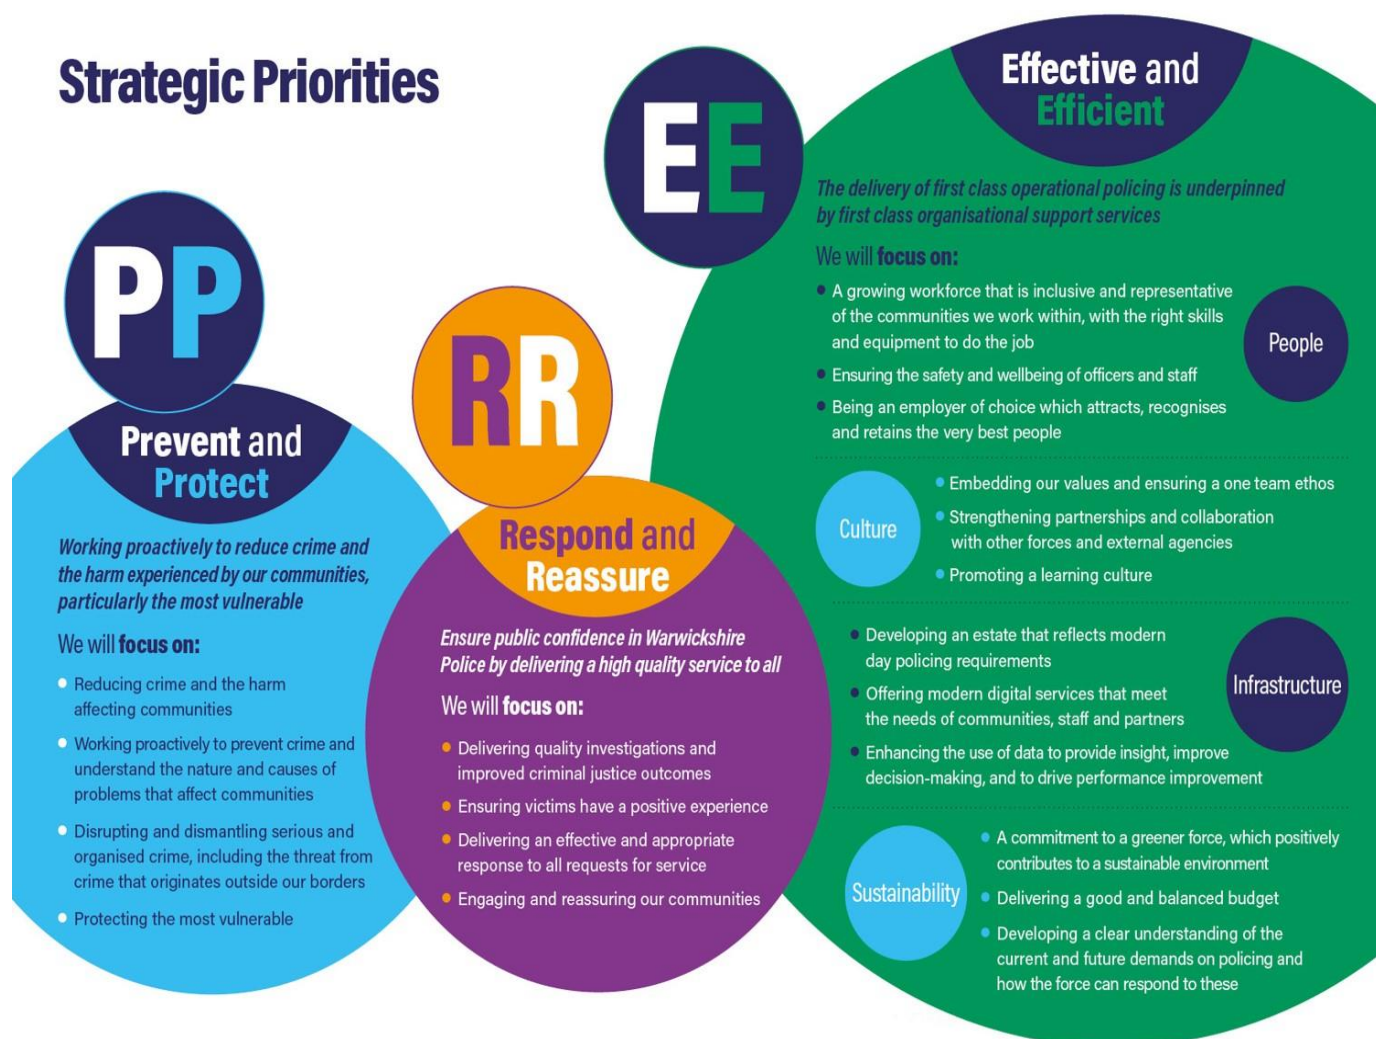 Strategic Priorities
PP
Prevent and
Protect
Working proactively to reduce crime and
the harm experienced by our communities,
particularly the most vulnerable
We will focus on:
Reducing crime and the harm
affecting communities
Working proactively to prevent crime and
understand the nature and causes of
problems that affect communities
Disrupting and dismantling serious and
organised crime, including the threat from
crime that originates outside our borders
Protecting the most vulnerable
RR
Respond and
Reassure
Ensure public confidence in Warwickshire
Police by delivering a high quality service to all
We will focus on:
Delivering quality investigations and
improved criminal justice outcomes
Ensuring victims have a positive experience
Delivering an effective and appropriate
response to all requests for service
Engaging and reassuring our communities
EE
Effective and
Efficient
The delivery of first class operational policing is underpinned
by first class organisational support services
We will focus on:
People
A growing workforce that is inclusive and representative
of the communities we work within, with the right skills
and equipment to do the job
Ensuring the safety and wellbeing of officers and staff
Being an employer of choice which attracts, recognises
and retains the very best people
Culture
Embedding our values and ensuring a one team ethos
Strengthening partnerships and collaboration
with other forces and external agencies
Promoting a learning culture
Infrastructure
Developing an estate that reflects modern
day policing requirements
Offering modern digital services that meet
the needs of communities, staff and partners
Enhancing the use of data to provide insight, improve
decision-making, and to drive performance improvement
Sustainability
A commitment to a greener force, which positively
contributes to a sustainable environment
Delivering a good and balanced budget
Developing a clear understanding of the
current and future demands on policing and
how the force can respond to these